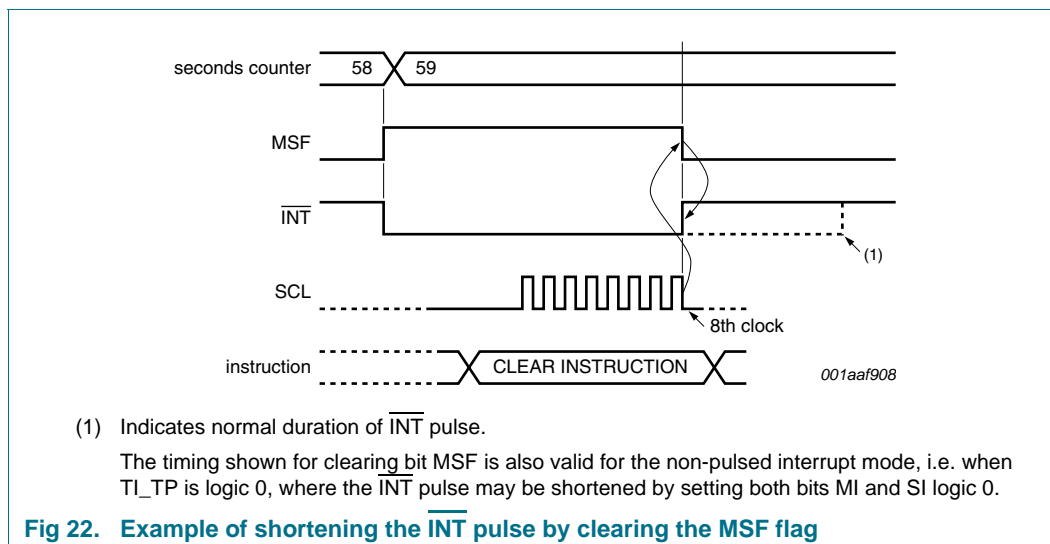 seconds counter 58 59
MSF
INT
(1)
SCL
8th clock
instruction CLEAR INSTRUCTION
001aaf908
(1) Indicates normal duration of INT pulse.
The timing shown for clearing bit MSF is also valid for the non-pulsed interrupt mode, i.e. when
TI_TP is logic 0, where the INT pulse may be shortened by setting both bits MI and SI logic 0.
Fig 22. Example of shortening the INT pulse by clearing the MSF flag